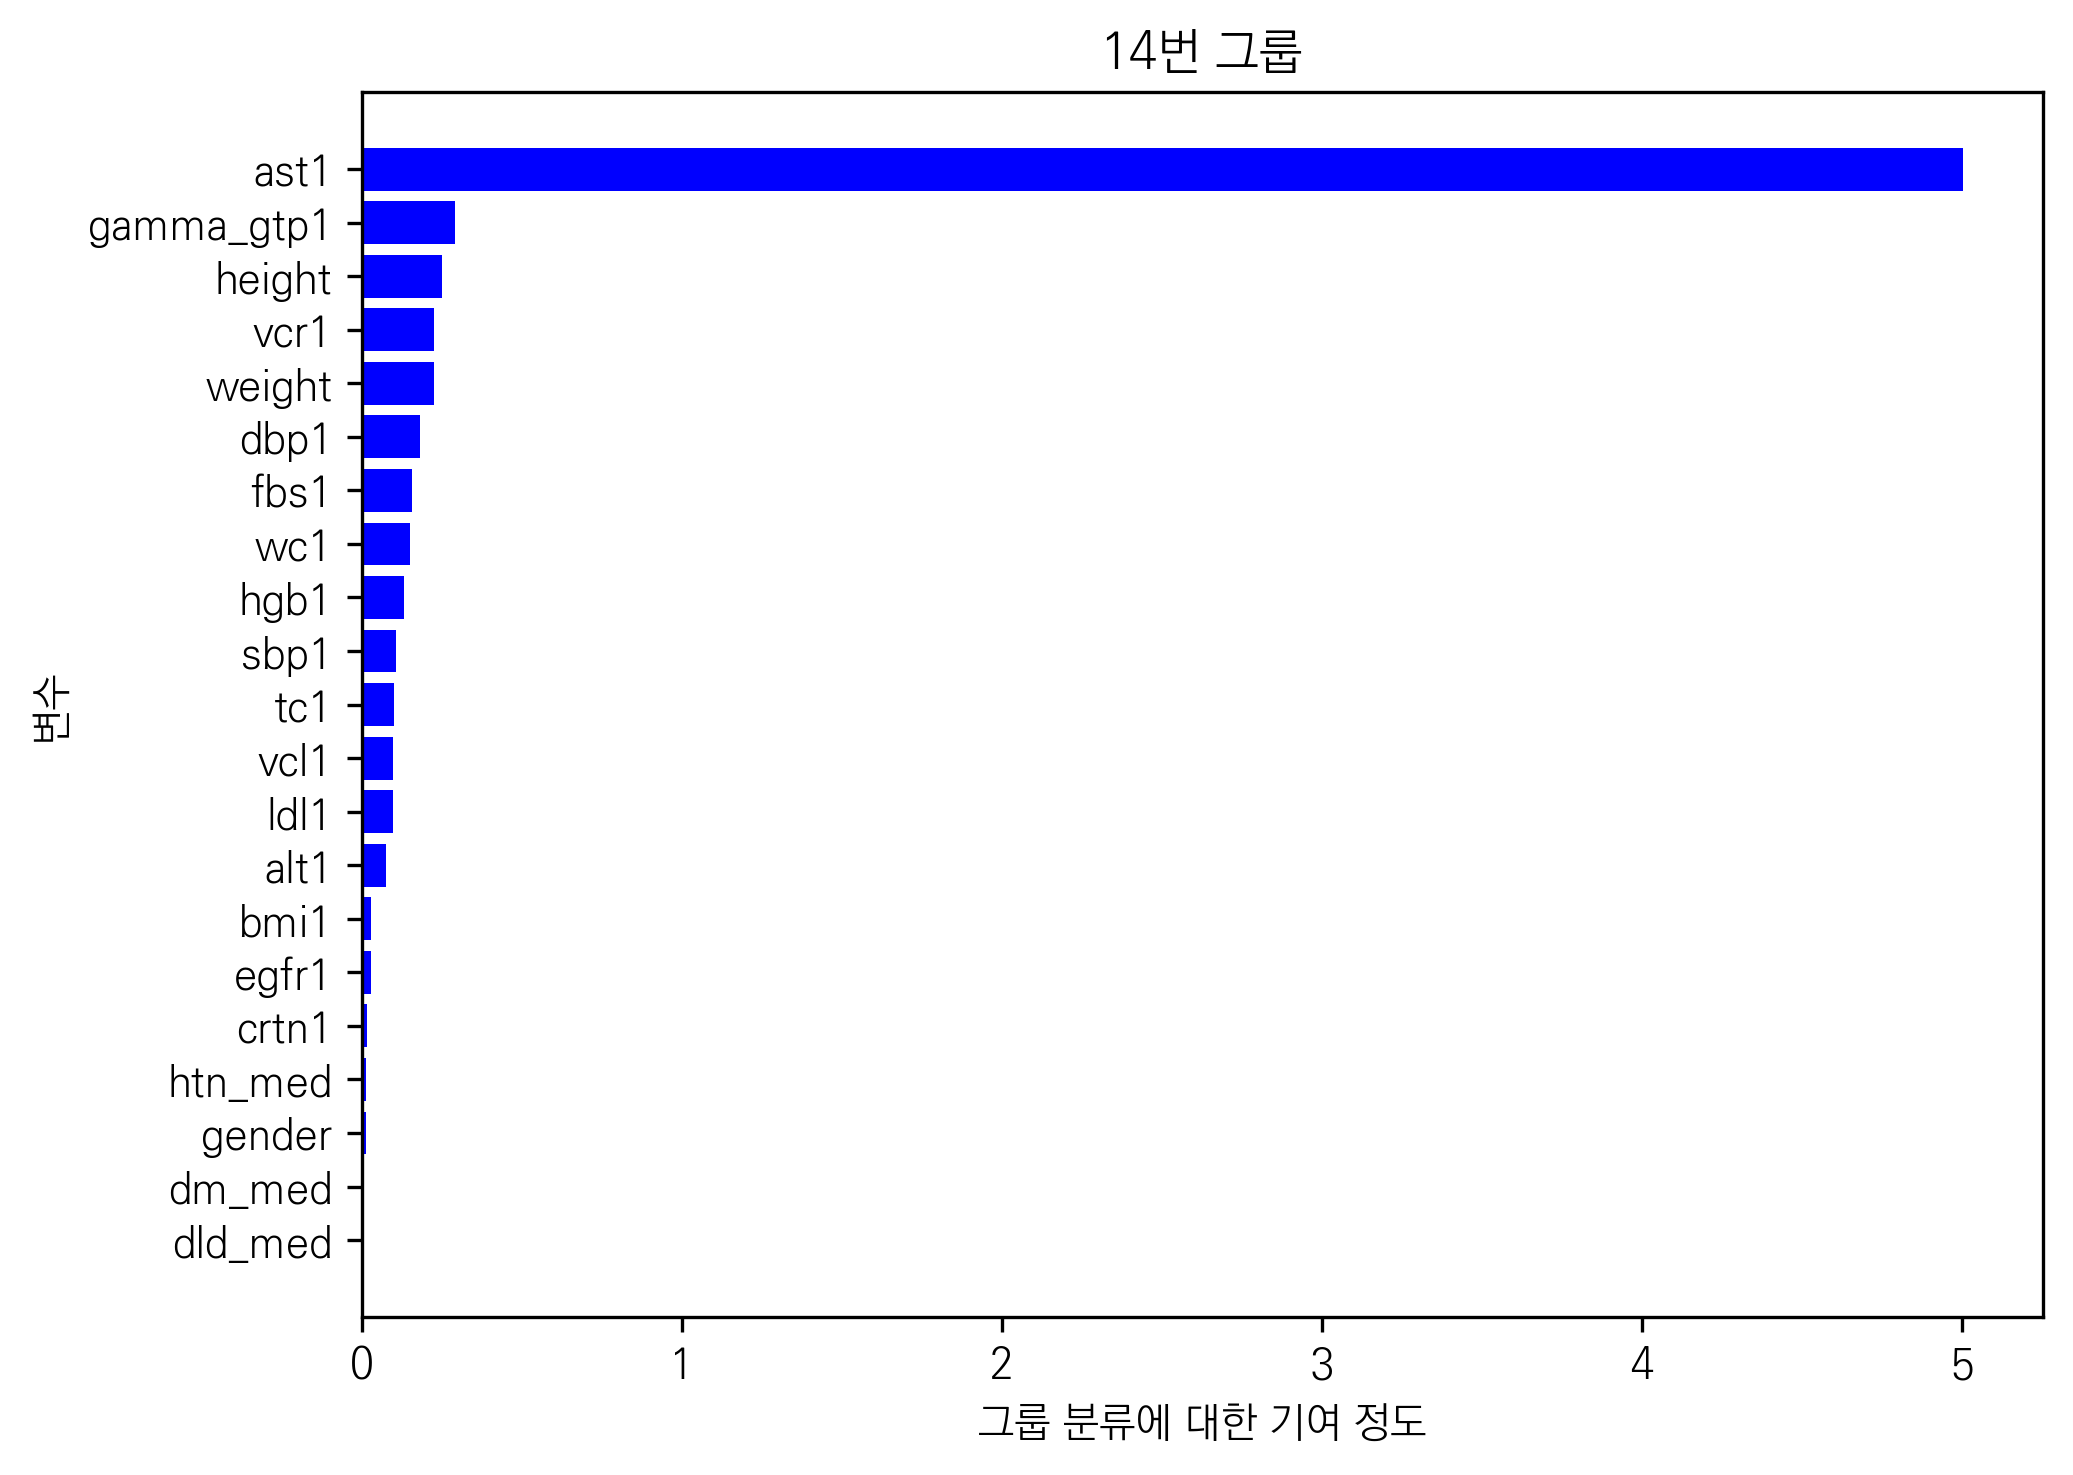 14번 그룹
변수
ast1
gamma_gtp1
height
vcr1
weight
dbp1
fbs1
wc1
hgb1
sbp1
tc1
vcl1
ldl1
alt1
bmi1
egfr1
crtn1
htn_med
gender
dm_med
dld_med
0 1 2 3 4 5
그룹 분류에 대한 기여 정도